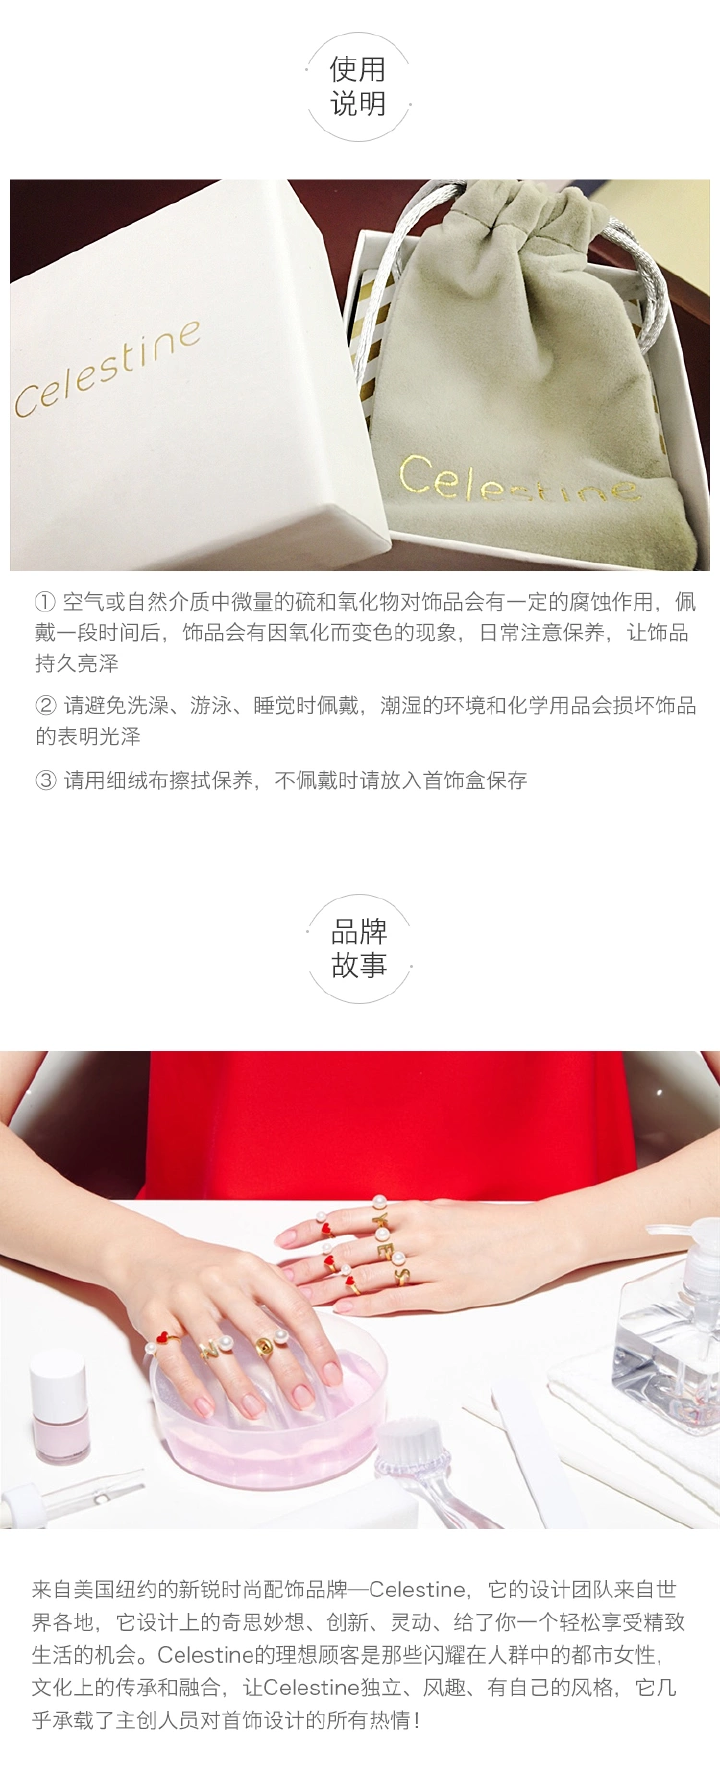 使用
说明
Celestine
Celestine
① 空气或自然介质中微量的硫和氧化物对饰品会有一定的腐蚀作用，佩
戴一段时间后，饰品会有因氧化而变色的现象，日常注意保养，让饰品
持久亮泽
② 请避免洗澡、游泳、睡觉时佩戴，潮湿的环境和化学用品会损坏饰品
的表明光泽
③ 请用细绒布擦拭保养，不佩戴时请放入首饰盒保存
品牌
故事
Y
E
S
N
O
来自美国纽约的新锐时尚配饰品牌—Celestine，它的设计团队来自世
界各地，它设计上的奇思妙想、创新、灵动、给了你一个轻松享受精致
生活的机会。Celestine的理想顾客是那些闪耀在人群中的都市女性，
文化上的传承和融合，让Celestine独立、风趣、有自己的风格，它几
乎承载了主创人员对首饰设计的所有热情！